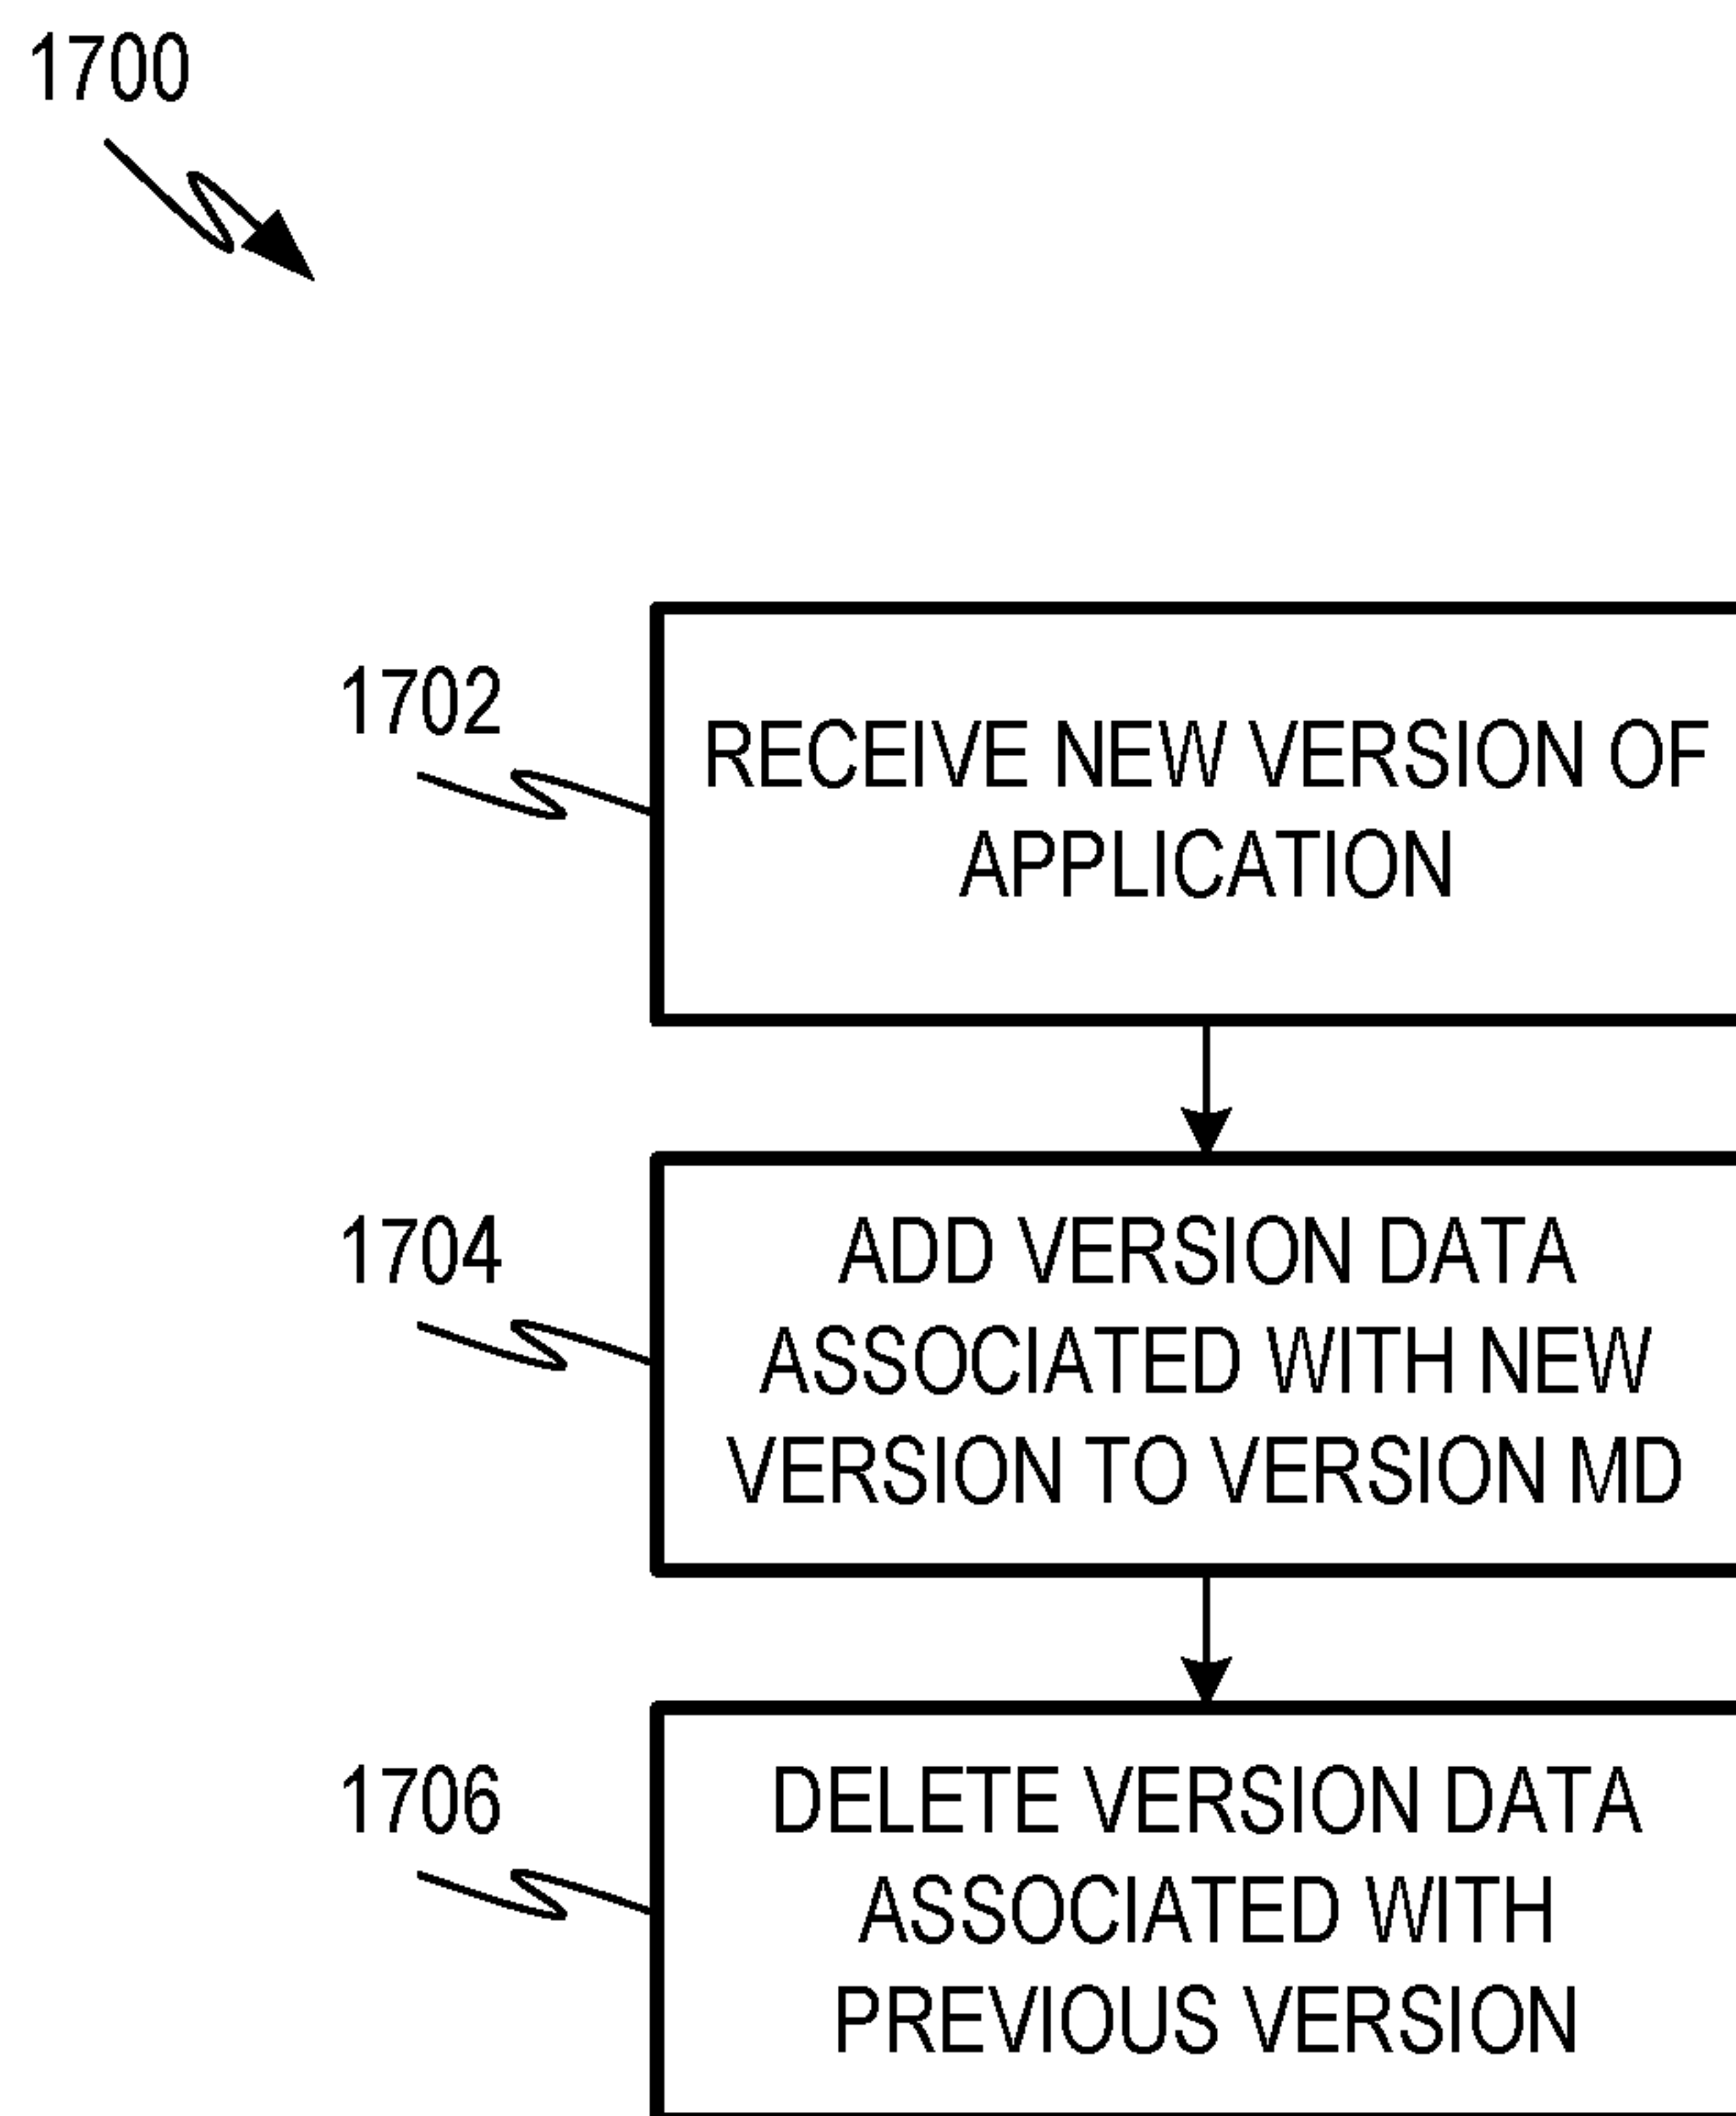 1700
1702
RECEIVE NEW VERSION OF
APPLICATION
1704
ADD VERSION DATA
ASSOCIATED WITH NEW
VERSION TO VERSION MD
1706
DELETE VERSION DATA
ASSOCIATED WITH
PREVIOUS VERSION